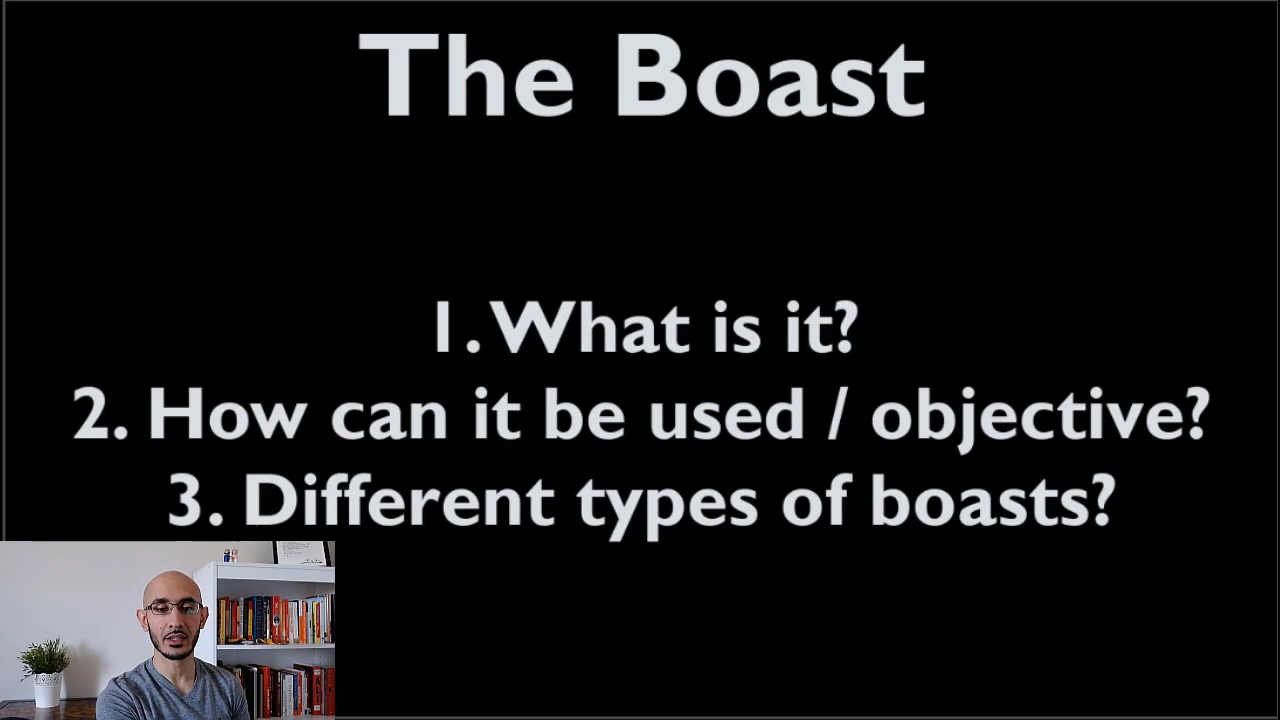 The Boast
1. What is it?
2. How can it be used / objective?
3. Different types of boasts?